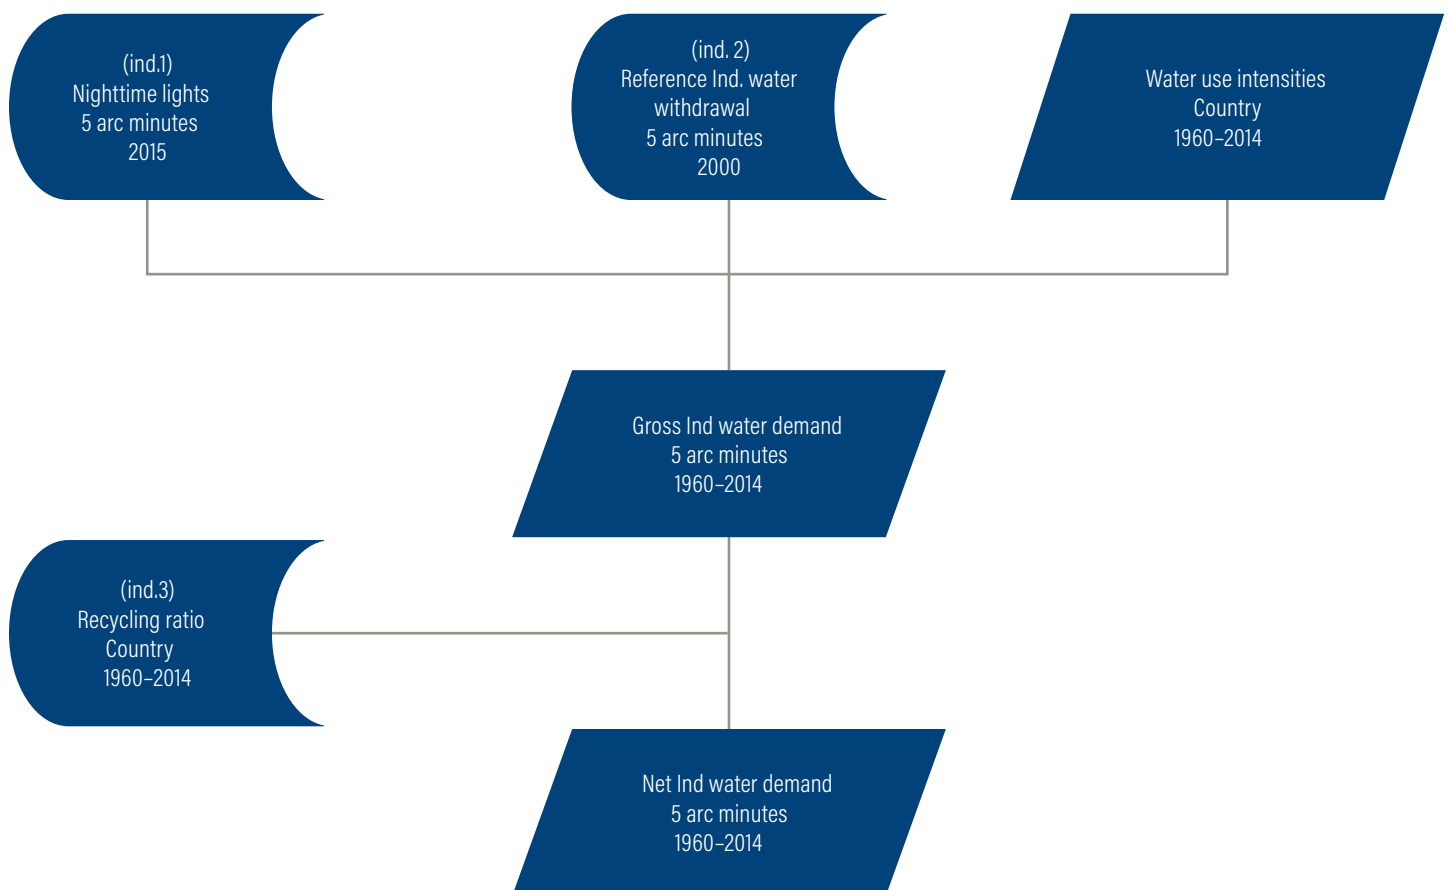 (ind.1)
Nighttime lights
5 arc minutes
2015
(ind. 2)
Reference Ind. water
withdrawal
5 arc minutes
2000
Water use intensities
Country
1960–2014
Gross Ind water demand
5 arc minutes
1960–2014
(ind.3)
Recycling ratio
Country
1960–2014
Net Ind water demand
5 arc minutes
1960–2014